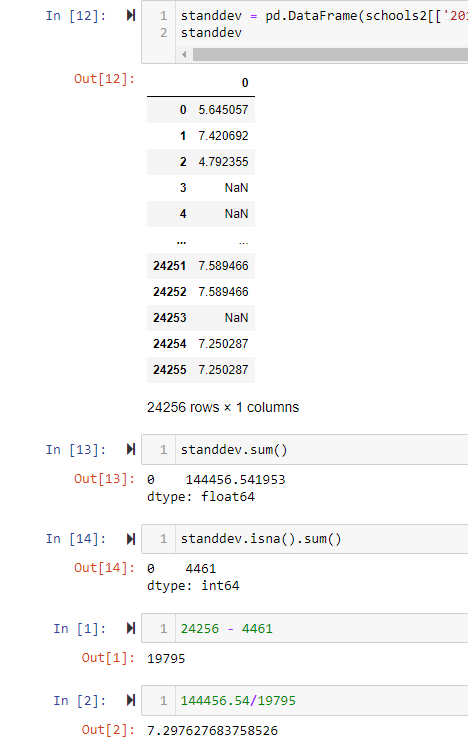 In [12]: 1 standdev = pd.DataFrame(schools2[['20
2 standdev
Out[12]:
0
0 5.645057
1 7.420692
2 4.792355
3 NaN
4 NaN
... ...
24251 7.589466
24252 7.589466
24253 NaN
24254 7.250287
24255 7.250287
24256 rows × 1 columns
In [13]: 1 standdev.sum()
Out[13]: 0 144456.541953
dtype: float64
In [14]: 1 standdev.isna().sum()
Out[14]: 0 4461
dtype: int64
In [1]: 1 24256 - 4461
Out[1]: 19795
In [2]: 1 144456.54/19795
Out[2]: 7.297627683758526